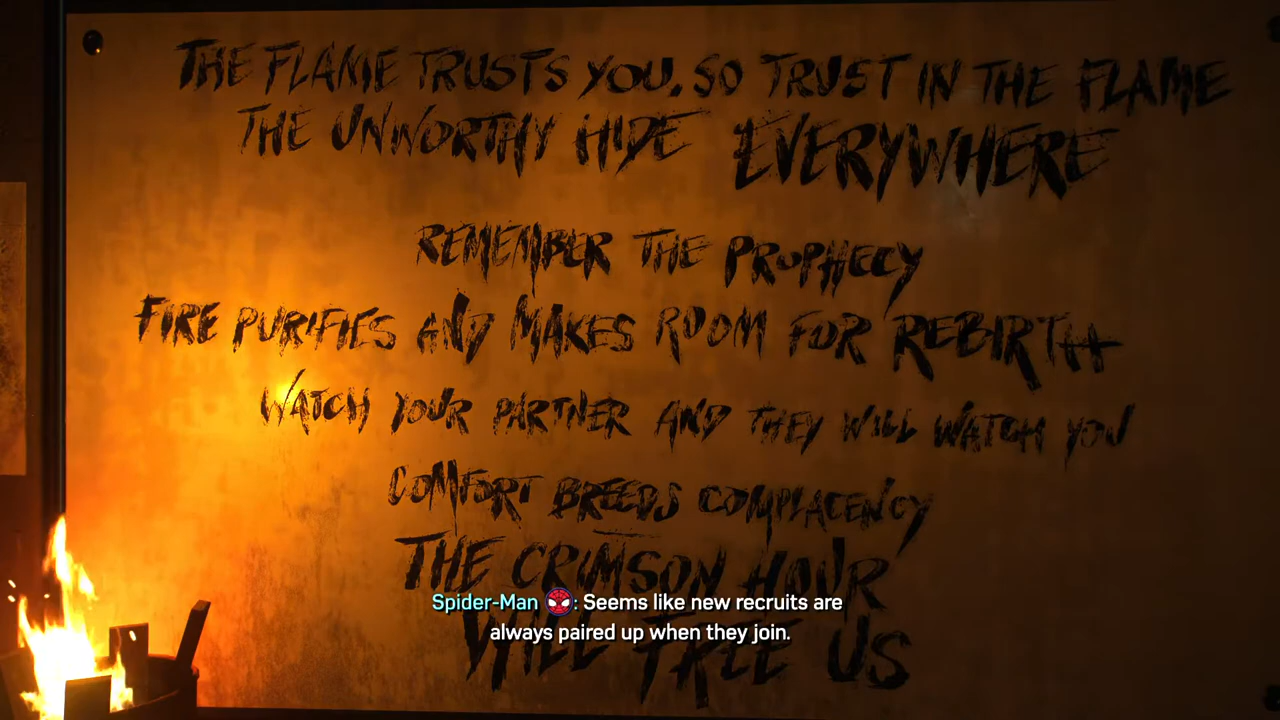 THE FLAME TRUSTS YOU, SO TRUST IN THE FLAME
THE UNWORTHY HIDE EVERYWHERE
REMEMBER THE PROPHECY
FIRE PURIFIES AND MAKES ROOM FOR REBIRTH
WATCH YOUR PARTNER AND THEY WILL WATCH YOU
COMFORT BREEDS COMPLACENCY
THE CRIMSON HOUR
Spider-Man : Seems like new recruits are
always paired up when they join.
WILL FREE US